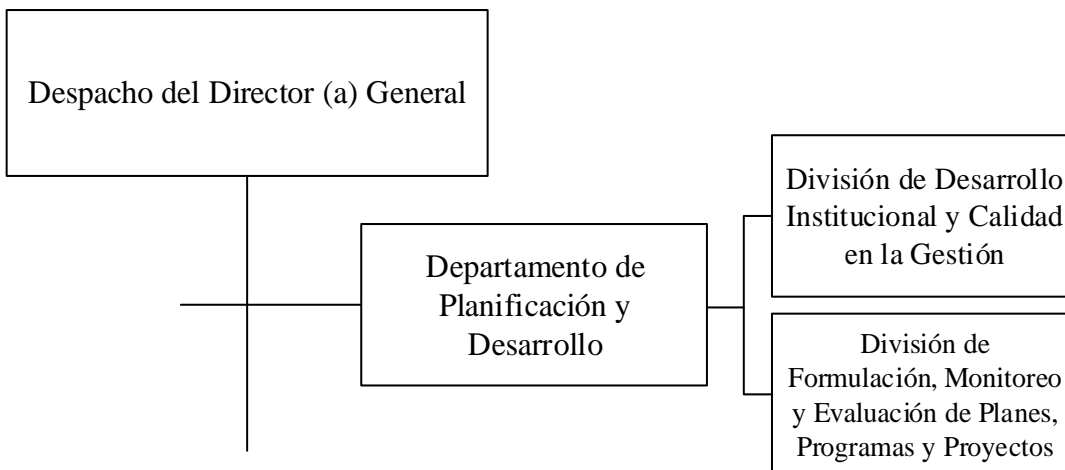 Despacho del Director (a) General
Departamento de
Planificación y
Desarrollo
División de Desarrollo
Institucional y Calidad
en la Gestión
División de
Formulación, Monitoreo
y Evaluación de Planes,
Programas y Proyectos